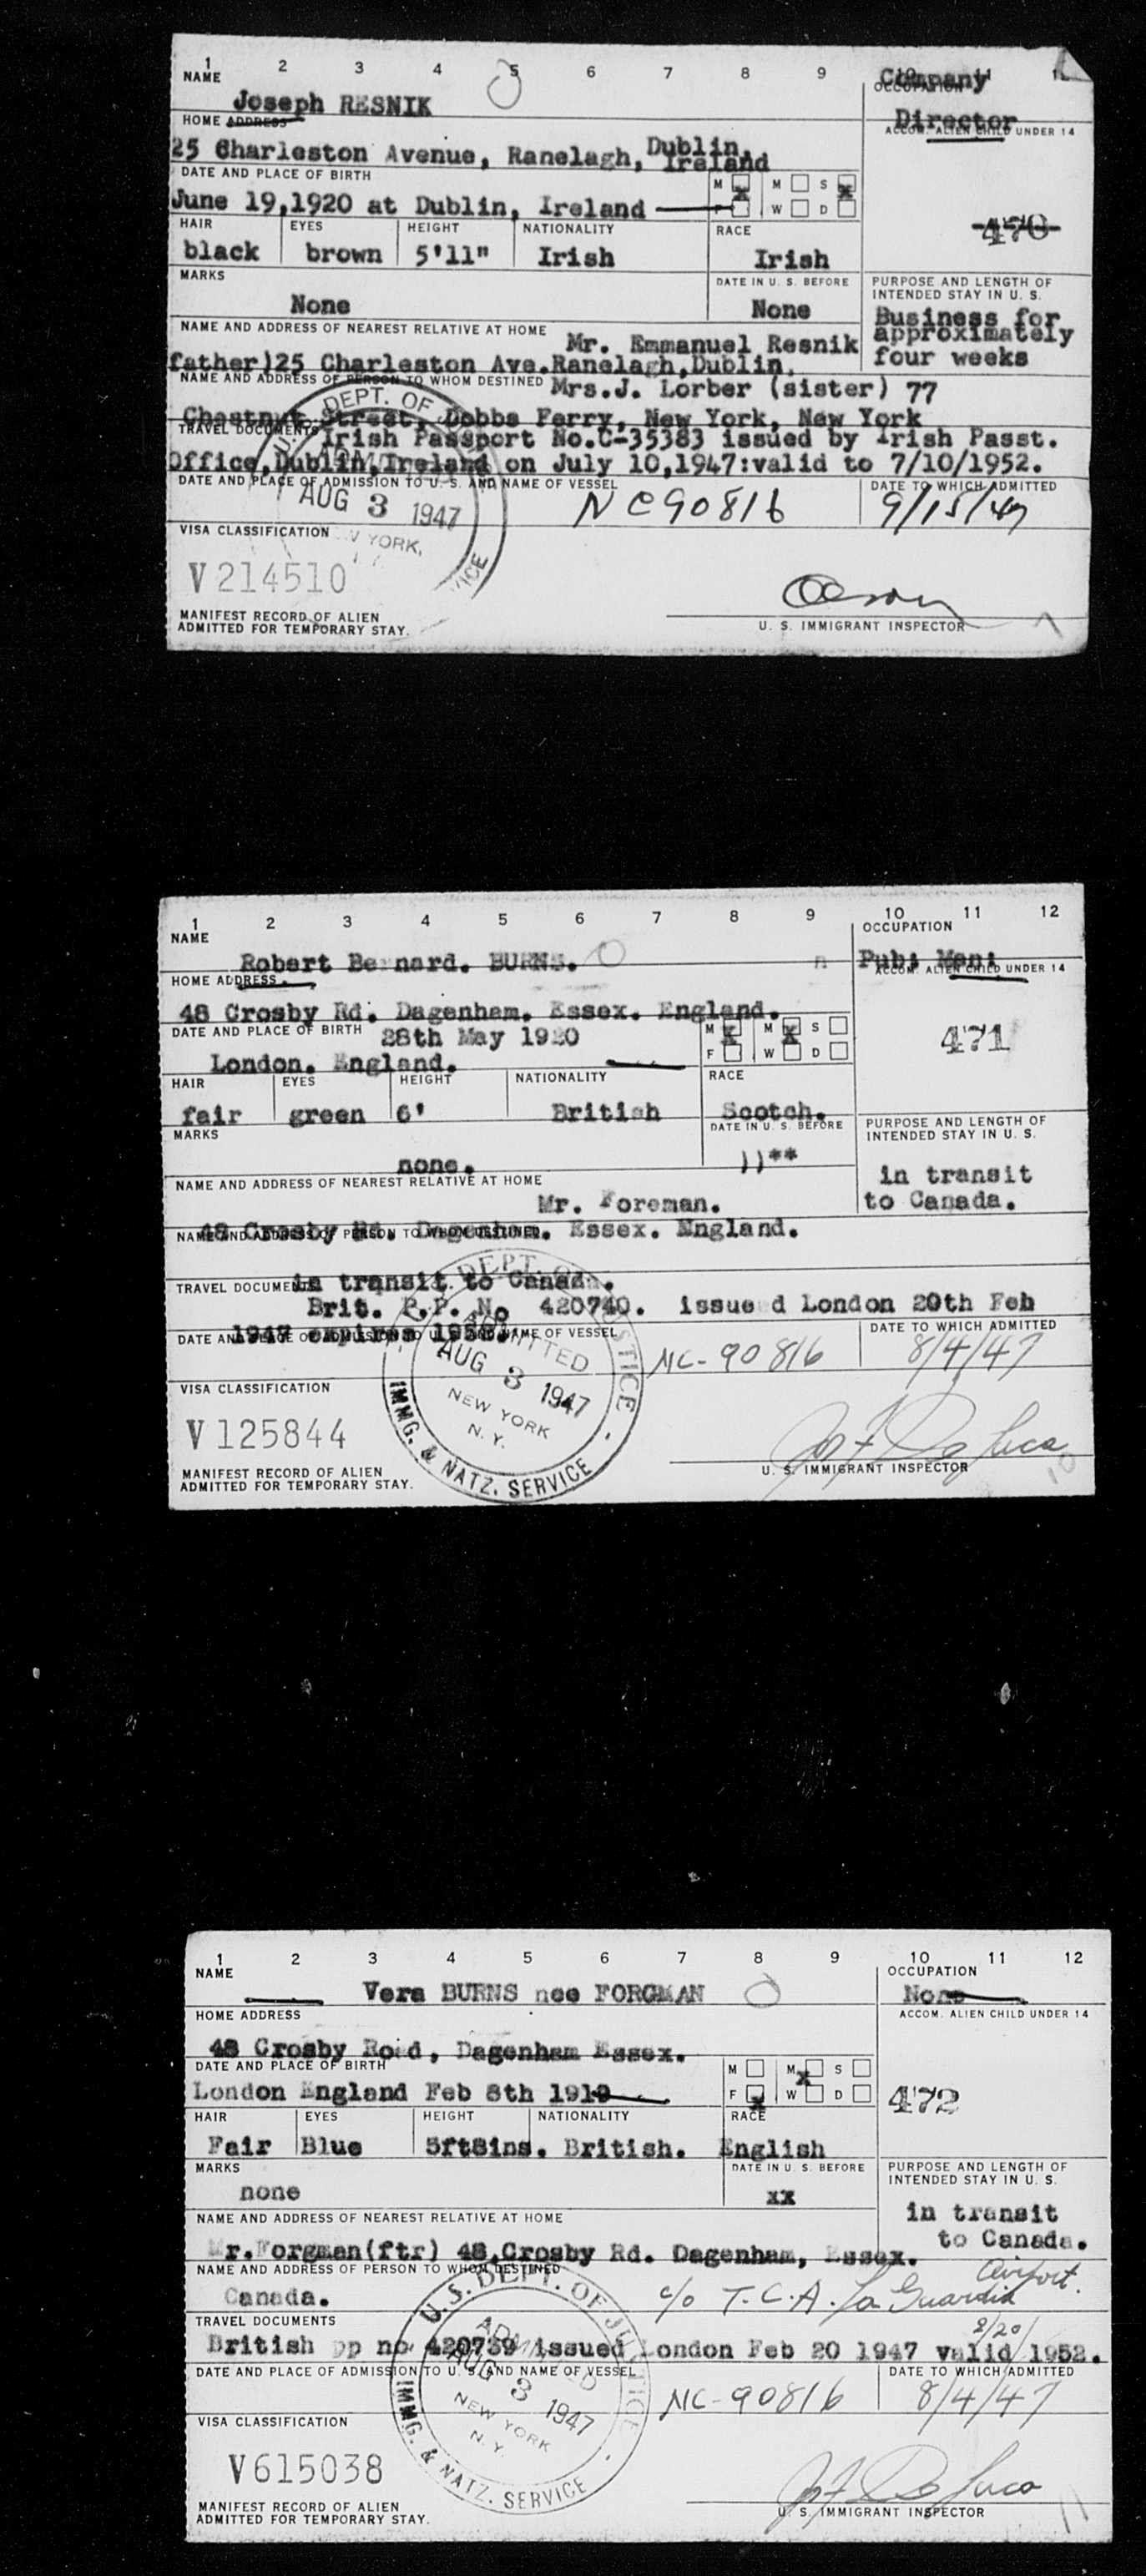 1 2 3 4 5 6 7 8 9
NAME
Company
OCCUPATION
Joseph RESNIK
Director
HOME ADDRESS
ACCOM. ALIEN CHILD UNDER 14
25 Charleston Avenue, Ranelagh, Dublin, Ireland
DATE AND PLACE OF BIRTH
M M S
June 19,1920 at Dublin, Ireland
F W D
470
HAIR EYES HEIGHT NATIONALITY RACE
black brown 5'11" Irish Irish
MARKS DATE IN U. S. BEFORE PURPOSE AND LENGTH OF INTENDED STAY IN U. S.
None None Business for
NAME AND ADDRESS OF NEAREST RELATIVE AT HOME
approximately
Mr. Emmanuel Resnik
father)25 Charleston Ave.Ranelagh,Dublin. four weeks
NAME AND ADDRESS OF PERSON TO WHOM DESTINED Mrs.J. Lorber (sister) 77
Chestnut Street, Dobbs Ferry, New York, New York
TRAVEL DOCUMENTS Irish Passport No.C-35383 issued by Irish Passt.
Office,Dublin,Ireland on July 10,1947:valid to 7/10/1952.
DATE AND PLACE OF ADMISSION TO U. S. AND NAME OF VESSEL DATE TO WHICH ADMITTED
DEPT. OF
AUG 3 1947
NC90816 9/15/47
VISA CLASSIFICATION
YORK,
V214510
MANIFEST RECORD OF ALIEN
ADMITTED FOR TEMPORARY STAY.
U. S. IMMIGRANT INSPECTOR
1 2 3 4 5 6 7 8 9 10 11 12
NAME OCCUPATION
Robert Bernard. BURNS.
HOME ADDRESS ACCOM. ALIEN CHILD UNDER 14
48 Crosby Rd. Dagenham. Essex. England.
DATE AND PLACE OF BIRTH 28th May 1920
M M S
London. England.
F W D
471
HAIR EYES HEIGHT NATIONALITY RACE
fair green 6' British Scotch.
MARKS DATE IN U. S. BEFORE PURPOSE AND LENGTH OF INTENDED STAY IN U. S.
none. ))** in transit
NAME AND ADDRESS OF NEAREST RELATIVE AT HOME
to Canada.
Mr. Foreman.
48 Crosby Rd. Dagenham. Essex. England.
NAME AND ADDRESS OF PERSON TO WHOM DESTINED
in transit to Canada.
TRAVEL DOCUMENTS
Brit. P.P. No 420740. issued London 20th Feb
1947 expires 1952.
DATE AND PLACE OF ADMISSION TO U. S. AND NAME OF VESSEL DATE TO WHICH ADMITTED
DEPT. OF JUSTICE
ADMITTED
AUG 3 1947
NEW YORK
N. Y.
IMMG. & NATZ. SERVICE
NC-90816 8/4/47
VISA CLASSIFICATION
V125844
MANIFEST RECORD OF ALIEN
ADMITTED FOR TEMPORARY STAY.
U. S. IMMIGRANT INSPECTOR
10
1 2 3 4 5 6 7 8 9 10 11 12
NAME OCCUPATION
Vera BURNS nee FORGMAN None
HOME ADDRESS ACCOM. ALIEN CHILD UNDER 14
48 Crosby Road, Dagenham Essex.
DATE AND PLACE OF BIRTH
M M S
London England Feb 8th 1919
F W D
472
HAIR EYES HEIGHT NATIONALITY RACE
Fair Blue 5ft8ins. British. English
MARKS DATE IN U. S. BEFORE PURPOSE AND LENGTH OF INTENDED STAY IN U. S.
none xx in transit
NAME AND ADDRESS OF NEAREST RELATIVE AT HOME
to Canada.
Mr.Forgman(ftr) 48,Crosby Rd. Dagenham, Essex.
NAME AND ADDRESS OF PERSON TO WHOM DESTINED
Canada. c/o T.C.A. La Guardia Airport.
TRAVEL DOCUMENTS
2/20/
British pp no 420739 issued London Feb 20 1947 valid 1952.
DATE AND PLACE OF ADMISSION TO U. S. AND NAME OF VESSEL DATE TO WHICH ADMITTED
U.S. DEPT. OF JUSTICE
ADMITTED
AUG 3 1947
NEW YORK
N. Y.
IMMG. & NATZ. SERVICE
NC-90816 8/4/47
VISA CLASSIFICATION
V615038
MANIFEST RECORD OF ALIEN
ADMITTED FOR TEMPORARY STAY.
U. S. IMMIGRANT INSPECTOR
11